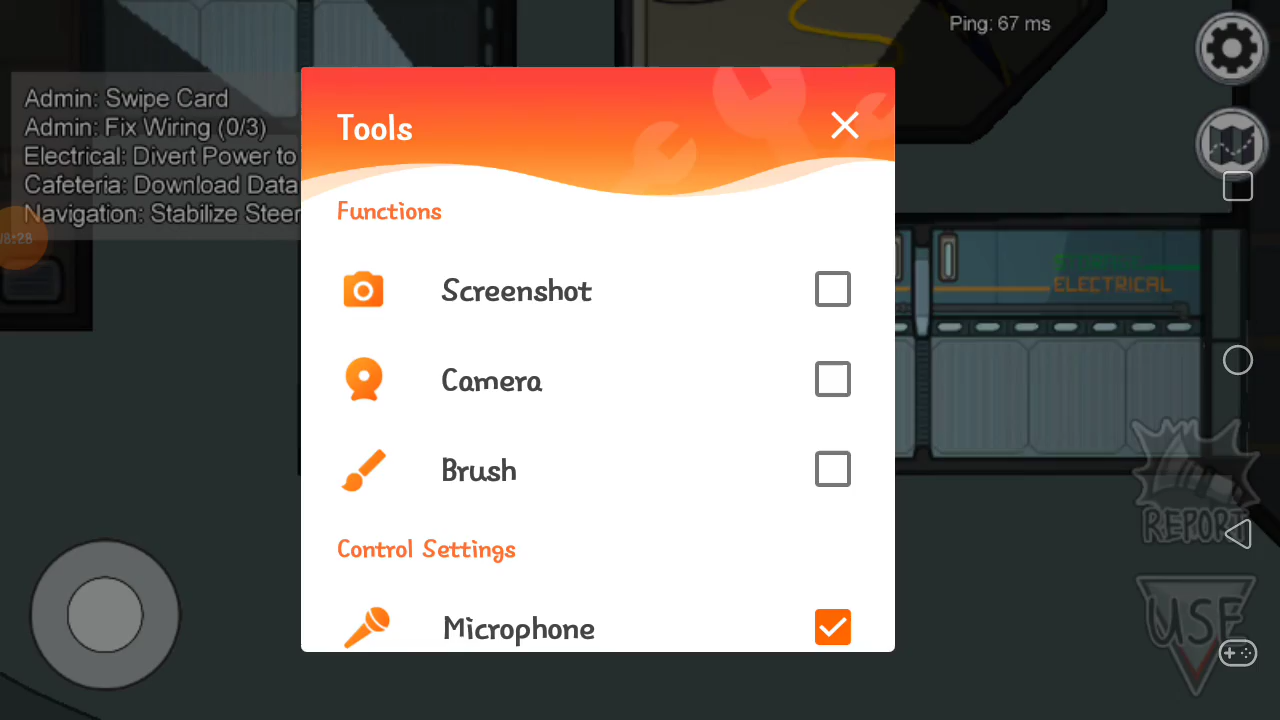 Ping: 67 ms
Admin: Swipe Card
Admin: Fix Wiring (0/3)
Electrical: Divert Power to
Cafeteria: Download Data
Navigation: Stabilize Steer
Tools
Functions
Screenshot
Camera
Brush
Control Settings
Microphone
ELECTRICAL
REPORT
USE